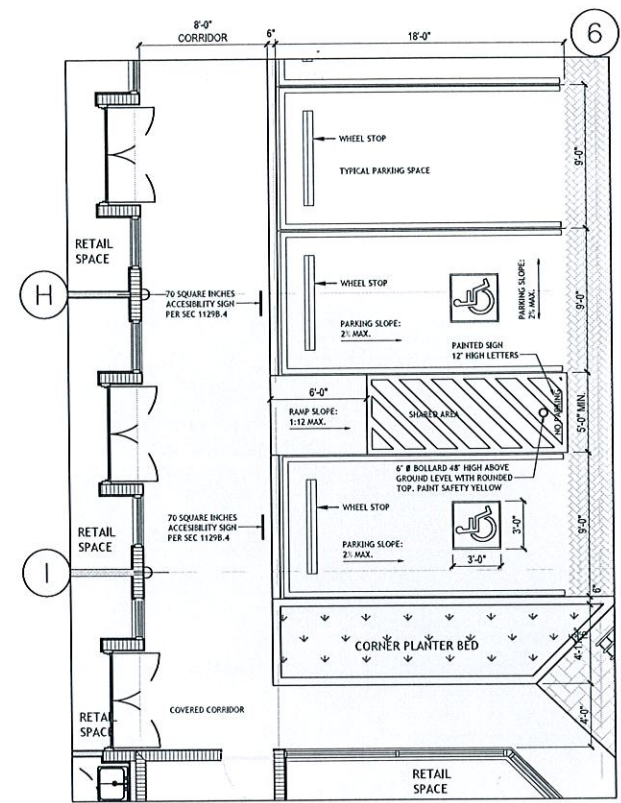 8'-0"
CORRIDOR
6"
18'-0"
6
WHEEL STOP
TYPICAL PARKING SPACE
9'-0"
RETAIL
SPACE
H
70 SQUARE INCHES
ACCESIBILITY SIGN
PER SEC 1129B.4
WHEEL STOP
PARKING SLOPE:
2% MAX.
PARKING SLOPE:
2% MAX.
9'-0"
PAINTED SIGN
12" HIGH LETTERS
6'-0"
RAMP SLOPE:
1:12 MAX.
SHARED AREA
NO PARKING
5'-0" MIN.
6" Ø BOLLARD 48" HIGH ABOVE
GROUND LEVEL WITH ROUNDED
TOP. PAINT SAFETY YELLOW
RETAIL
SPACE
70 SQUARE INCHES
ACCESIBILITY SIGN
PER SEC 1129B.4
WHEEL STOP
PARKING SLOPE:
2% MAX.
3'-0"
3'-0"
9'-0"
I
6"
CORNER PLANTER BED
RETAIL
SPACE
COVERED CORRIDOR
4'-0"
RETAIL
SPACE